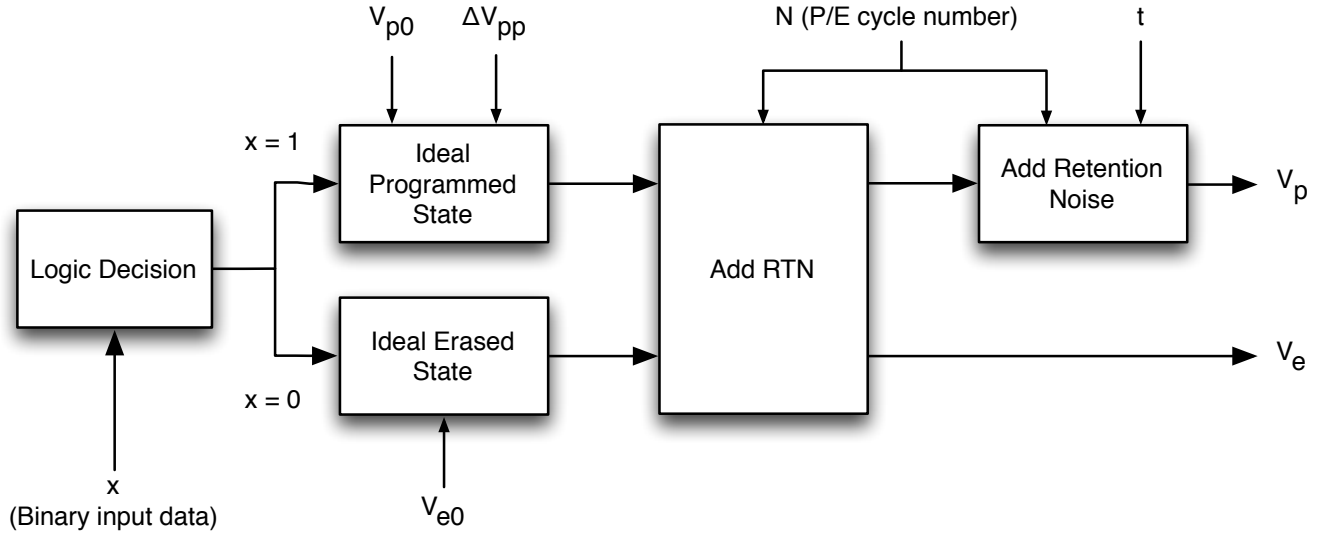 V_p0
ΔV_pp
N (P/E cycle number)
t
x = 1
Ideal
Programmed
State
Add Retention
Noise
V_p
Logic Decision
Add RTN
Ideal Erased
State
V_e
x = 0
x
(Binary input data)
V_e0